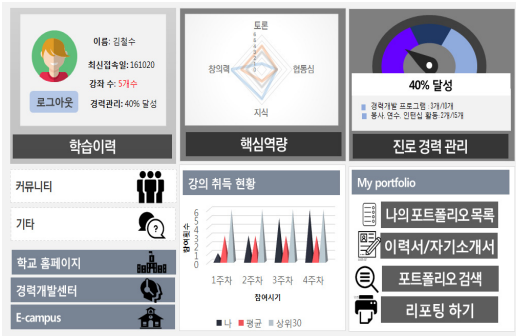 이름: 김철수
최신접속일: 161020
강좌 수: 5개수
로그아웃
경력관리: 40% 달성
학습이력
토론
창의력
협동심
지식
핵심역량
40% 달성
경력개발 프로그램: 3개/8개
봉사, 연수, 인턴십 활동: 2개/5개
진로 경력 관리
커뮤니티
기타
학교 홈페이지
경력개발센터
E-campus
강의 취득 현황
참여횟수
6
5
4
3
2
1
0
1주차 2주차 3주차 4주차
참여시기
나 평균 상위30
My portfolio
나의 포트폴리오 목록
이력서/자기소개서
포트폴리오 검색
리포팅 하기